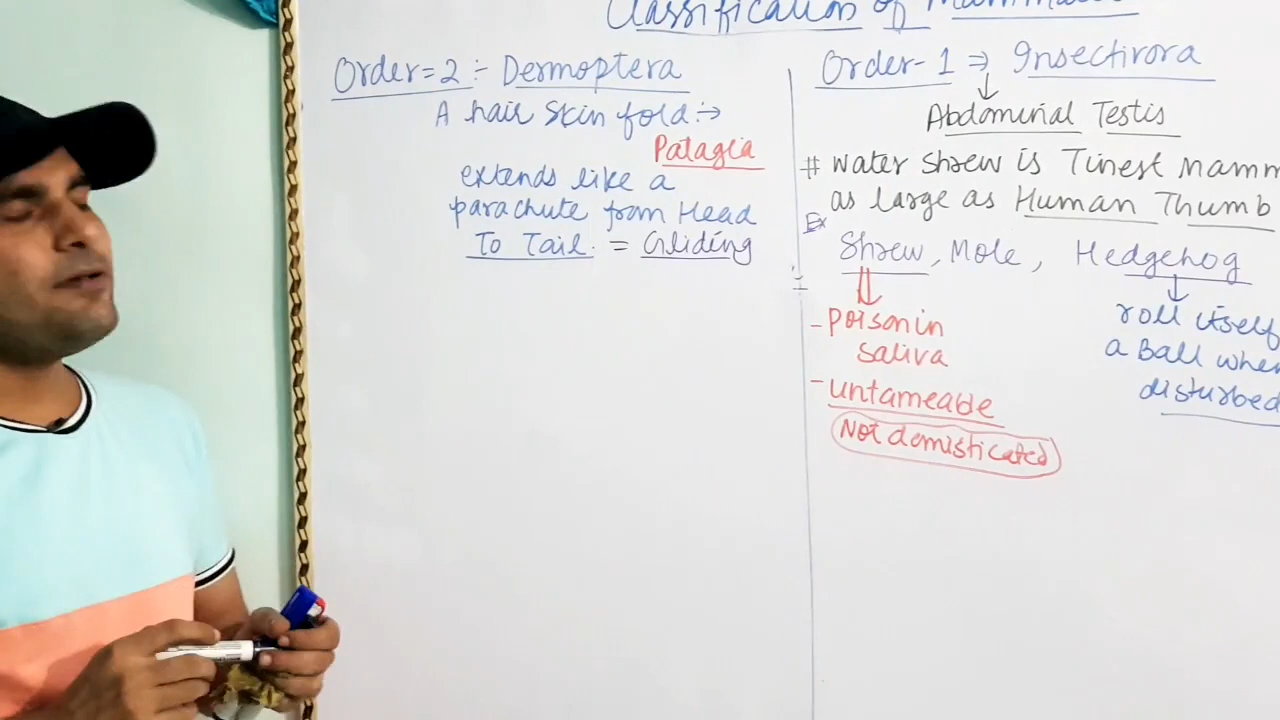 Classification of Mammals
Order=2 :- Dermoptera
A hair skin fold :→
Patagia
extends like a
parachute from Head
To Tail. = Gliding
Order-1 ⇒ Insectivora
Abdominal Testis
# water shrew is Tinest mamm
as large as Human Thumb
Ex
Shrew, Mole, Hedgehog
- Poison in
saliva
- untameable
Not demisticated
roll itself
a Ball when
disturbed